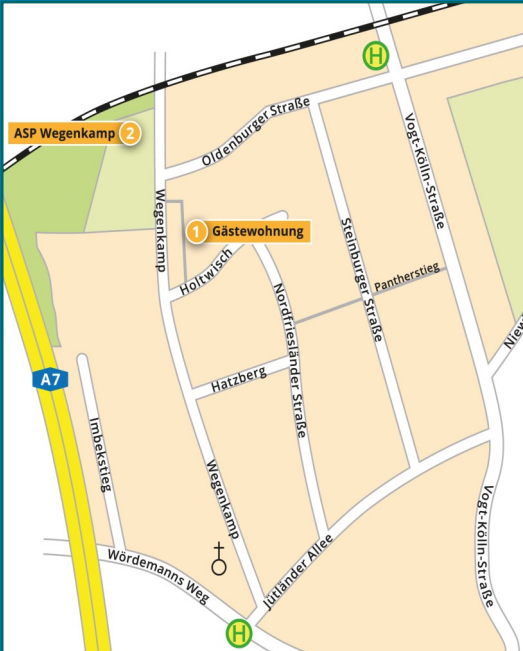 H
ASP Wegenkamp 2
Oldenburger Straße
Vogt-Kölln-Straße
Wegenkamp
1 Gästewohnung
Steinburger Straße
Holtwisch
Pantherstieg
Nordfriesländer Straße
A7
Hatzberg
Imbekstieg
Wegenkamp
Vogt-Kölln-Straße
Jütländer Allee
Wördemanns Weg
H